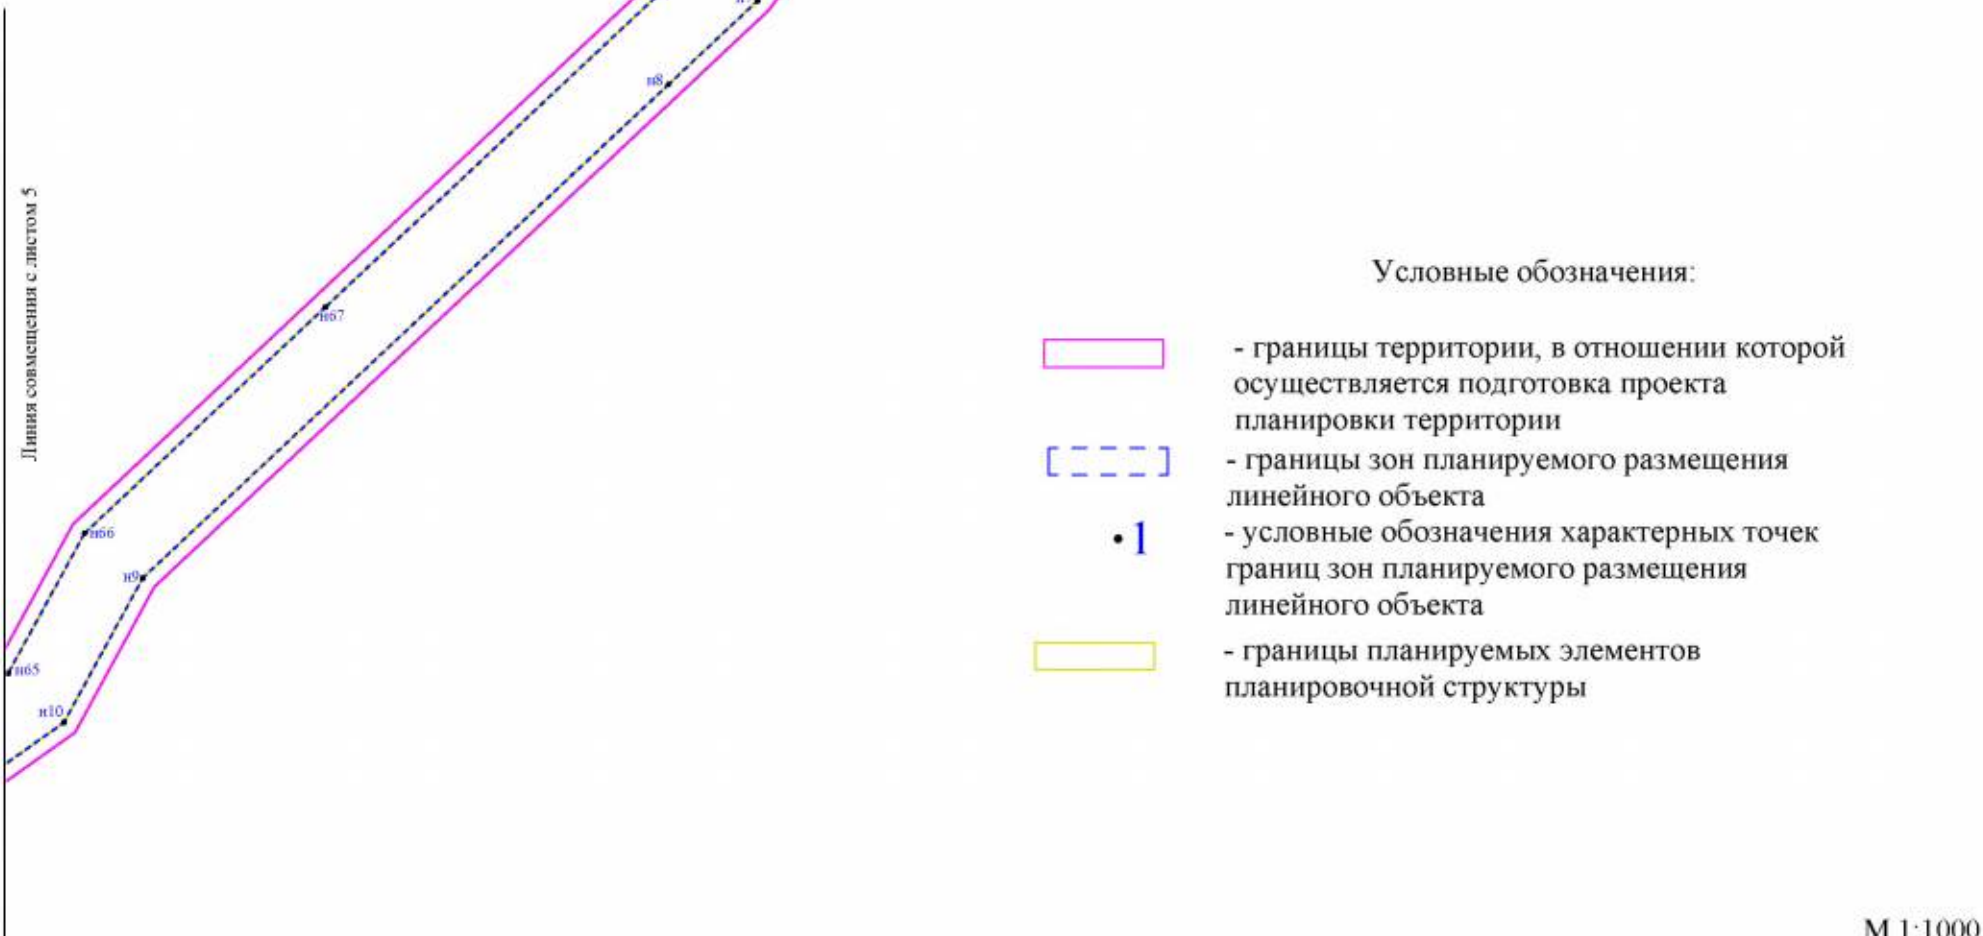 н8
Линия совмещения с листом 5
н67
н66
н9
н65
н10
Условные обозначения:
- границы территории, в отношении которой
осуществляется подготовка проекта
планировки территории
- границы зон планируемого размещения
линейного объекта
1
- условные обозначения характерных точек
границ зон планируемого размещения
линейного объекта
- границы планируемых элементов
планировочной структуры
М 1:1000